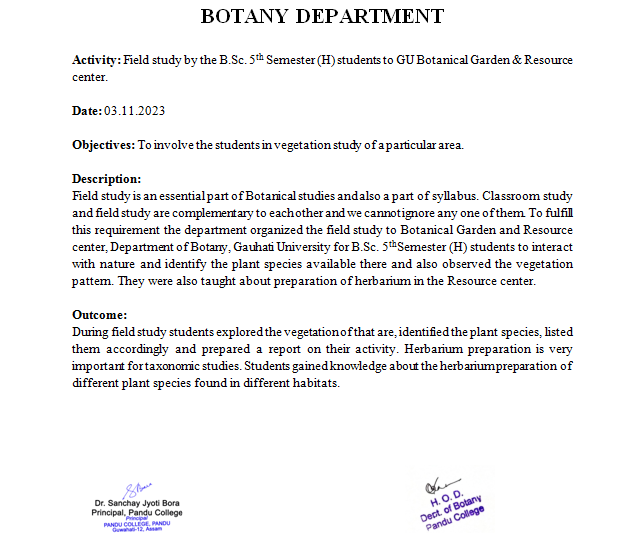 BOTANY DEPARTMENT
Activity: Field study by the B.Sc. 5th Semester (H) students to GU Botanical Garden & Resource
center.
Date: 03.11.2023
Objectives: To involve the students in vegetation study of a particular area.
Description:
Field study is an essential part of Botanical studies and also a part of syllabus. Classroom study
and field study are complementary to each other and we cannot ignore any one of them. To fulfill
this requirement the department organized the field study to Botanical Garden and Resource
center, Department of Botany, Gauhati University for B.Sc. 5th Semester (H) students to interact
with nature and identify the plant species available there and also observed the vegetation
pattern. They were also taught about preparation of herbarium in the Resource center.
Outcome:
During field study students explored the vegetation of that are, identified the plant species, listed
them accordingly and prepared a report on their activity. Herbarium preparation is very
important for taxonomic studies. Students gained knowledge about the herbarium preparation of
different plant species found in different habitats.
Dr. Sanchay Jyoti Bora
Principal, Pandu College
Principal
PANDU COLLEGE, PANDU
Guwahati-12, Assam
H. O. D.
Dept. of Botany
Pandu College